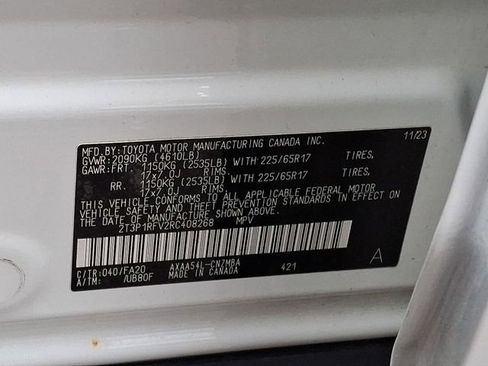 MFD.BY:TOYOTA MOTOR MANUFACTURING CANADA INC. 11/23
GVWR: 2090KG (4610LB)
GAWR:FRT. 1150KG (2535LB) WITH 225/65R17 TIRES,
17X7.0J RIMS
RR. 1150KG (2535LB) WITH 225/65R17 TIRES,
17X7.0J RIMS
THIS VEHICLE CONFORMS TO ALL APPLICABLE FEDERAL MOTOR
VEHICLE SAFETY AND THEFT PREVENTION STANDARDS IN EFFECT
ON THE DATE OF MANUFACTURE SHOWN ABOVE.
2T3P1RFV2RC408268 MPV
C/TR:040/FA20 AXAA54L-CNZMBA 421 A
A/TM: /UB80F MADE IN CANADA